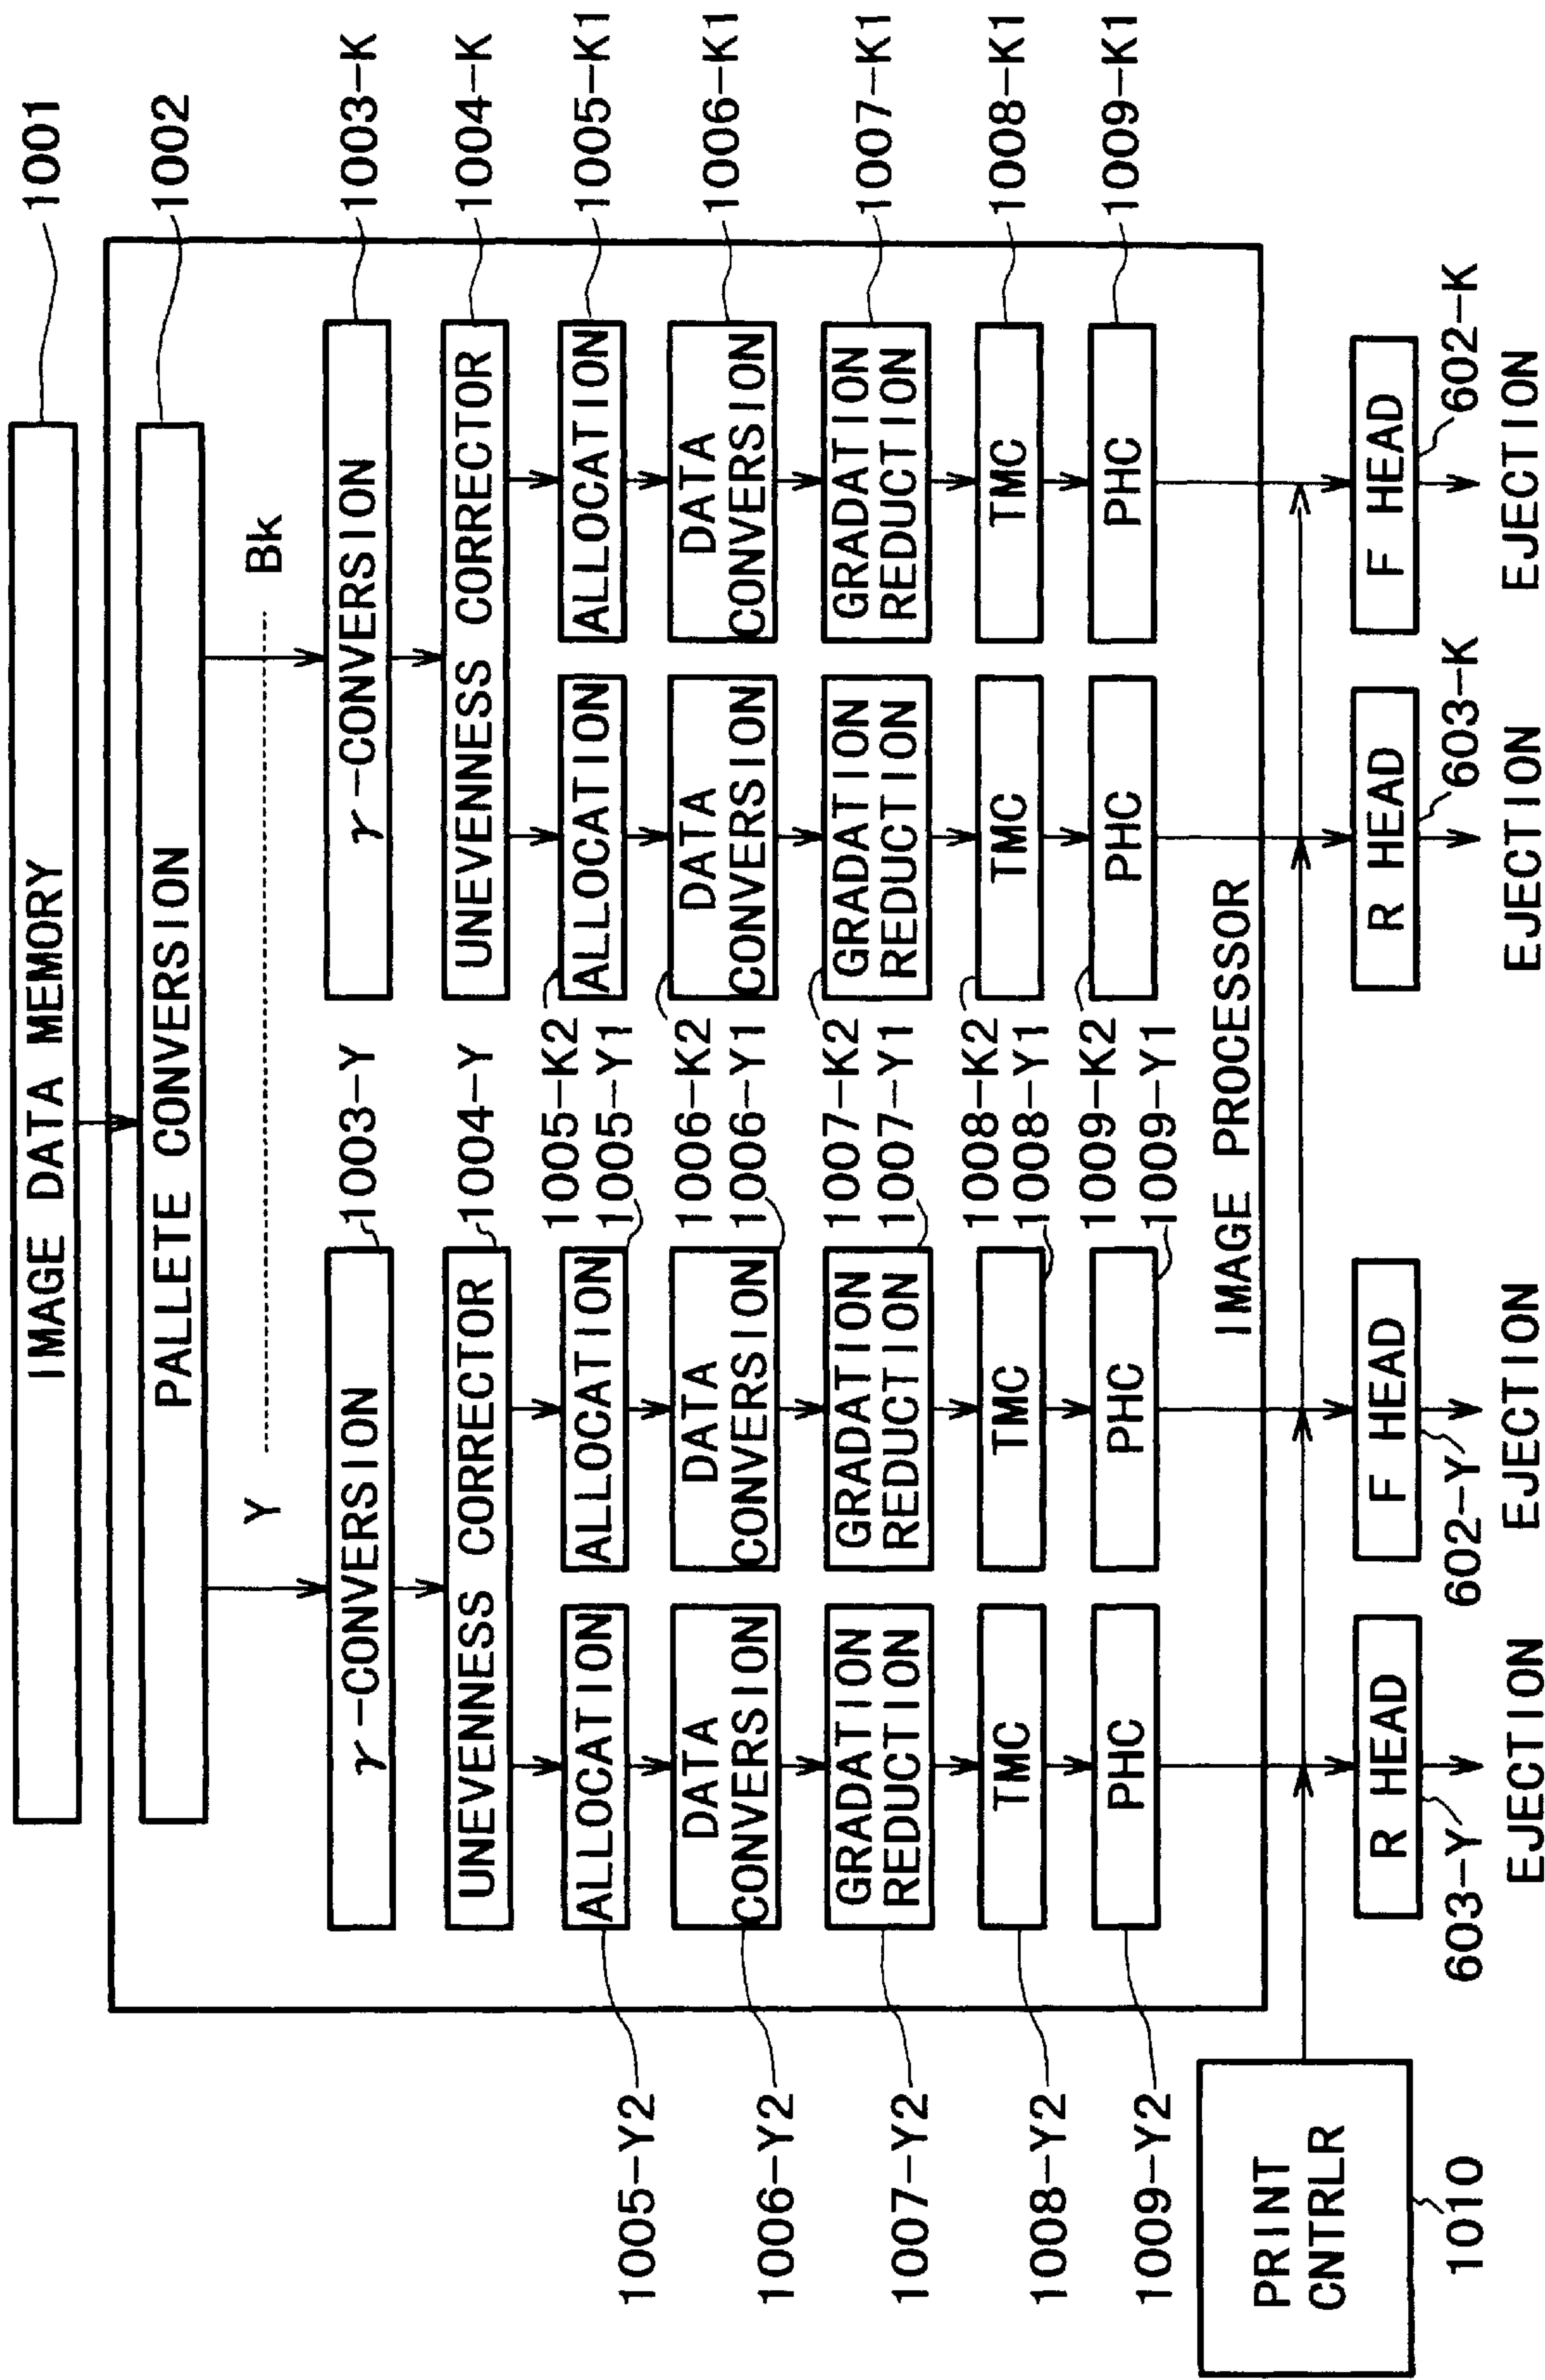 IMAGE DATA MEMORY
1001
PALLETE CONVERSION
1002
Y
Bk
γ-CONVERSION
1003-Y
γ-CONVERSION
1003-K
UNEVENNESS CORRECTOR
1004-Y
UNEVENNESS CORRECTOR
1004-K
1005-Y2
ALLOCATION
ALLOCATION
1005-K2
1005-Y1
ALLOCATION
ALLOCATION
1005-K1
1006-Y2
DATA
CONVERSION
DATA
CONVERSION
1006-K2
1006-Y1
DATA
CONVERSION
DATA
CONVERSION
1006-K1
1007-Y2
GRADATION
REDUCTION
GRADATION
REDUCTION
1007-K2
1007-Y1
GRADATION
REDUCTION
GRADATION
REDUCTION
1007-K1
1008-Y2
TMC
TMC
1008-K2
1008-Y1
TMC
TMC
1008-K1
1009-Y2
PHC
PHC
1009-K2
1009-Y1
PHC
PHC
1009-K1
IMAGE PROCESSOR
PRINT
CNTRLR
1010
R HEAD
603-Y
F HEAD
602-Y
R HEAD
603-K
F HEAD
602-K
EJECTION
EJECTION
EJECTION
EJECTION